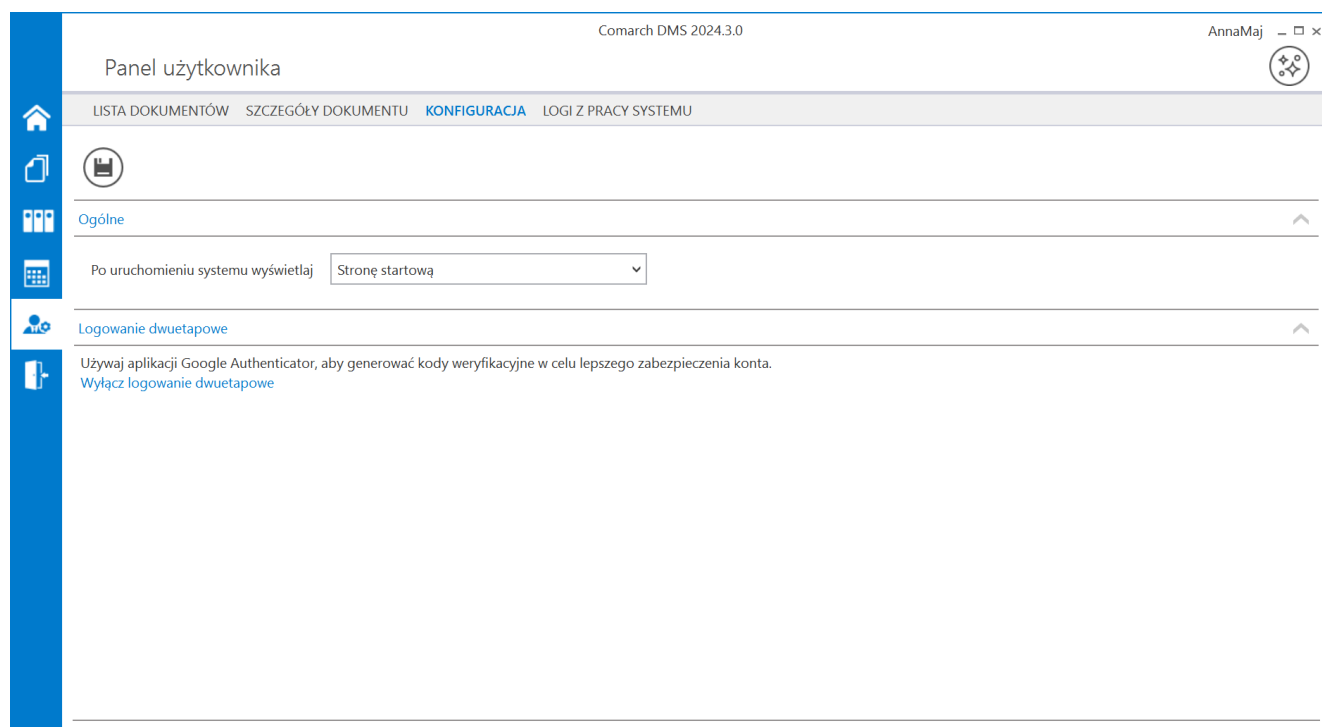 Comarch DMS 2024.3.0
AnnaMaj
Panel użytkownika
LISTA DOKUMENTÓW SZCZEGÓŁY DOKUMENTU KONFIGURACJA LOGI Z PRACY SYSTEMU
Ogólne
Po uruchomieniu systemu wyświetlaj Stronę startową
Logowanie dwuetapowe
Używaj aplikacji Google Authenticator, aby generować kody weryfikacyjne w celu lepszego zabezpieczenia konta.
Wyłącz logowanie dwuetapowe